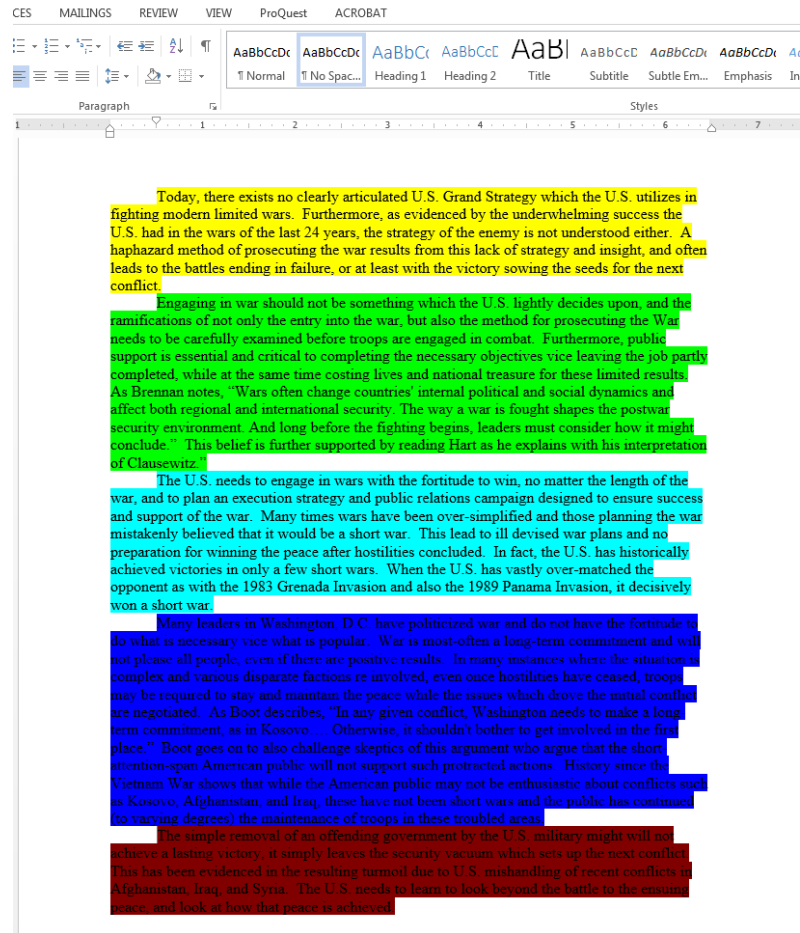 CES MAILINGS REVIEW VIEW ProQuest ACROBAT
AaBbCcDc AaBbCcDc AaBbCc AaBbCcD AaBl AaBbCcD AaBbCcDc AaBbCcDc
¶ Normal ¶ No Spac... Heading 1 Heading 2 Title Subtitle Subtle Em... Emphasis In
Paragraph Styles
1 1 2 3 4 5 6 7
Today, there exists no clearly articulated U.S. Grand Strategy which the U.S. utilizes in
fighting modern limited wars. Furthermore, as evidenced by the underwhelming success the
U.S. had in the wars of the last 24 years, the strategy of the enemy is not understood either. A
haphazard method of prosecuting the war results from this lack of strategy and insight, and often
leads to the battles ending in failure, or at least with the victory sowing the seeds for the next
conflict.
Engaging in war should not be something which the U.S. lightly decides upon, and the
ramifications of not only the entry into the war, but also the method for prosecuting the War
needs to be carefully examined before troops are engaged in combat. Furthermore, public
support is essential and critical to completing the necessary objectives vice leaving the job partly
completed, while at the same time costing lives and national treasure for these limited results.
As Brennan notes, “Wars often change countries' internal political and social dynamics and
affect both regional and international security. The way a war is fought shapes the postwar
security environment. And long before the fighting begins, leaders must consider how it might
conclude.” This belief is further supported by reading Hart as he explains with his interpretation
of Clausewitz.”
The U.S. needs to engage in wars with the fortitude to win, no matter the length of the
war, and to plan an execution strategy and public relations campaign designed to ensure success
and support of the war. Many times wars have been over-simplified and those planning the war
mistakenly believed that it would be a short war. This lead to ill devised war plans and no
preparation for winning the peace after hostilities concluded. In fact, the U.S. has historically
achieved victories in only a few short wars. When the U.S. has vastly over-matched the
opponent as with the 1983 Grenada Invasion and also the 1989 Panama Invasion, it decisively
won a short war.
Many leaders in Washington, D.C. have politicized war and do not have the fortitude to
do what is necessary vice what is popular. War is most-often a long-term commitment and will
not please all people, even if there are positive results. In many instances where the situation is
complex and various disparate factions re involved, even once hostilities have ceased, troops
may be required to stay and maintain the peace while the issues which drove the initial conflict
are negotiated. As Boot describes, “In any given conflict, Washington needs to make a long-
term commitment, as in Kosovo.… Otherwise, it shouldn't bother to get involved in the first
place.” Boot goes on to also challenge skeptics of this argument who argue that the short
attention-span American public will not support such protracted actions. History since the
Vietnam War shows that while the American public may not be enthusiastic about conflicts such
as Kosovo, Afghanistan, and Iraq, these have not been short wars and the public has continued
(to varying degrees) the maintenance of troops in these troubled areas.
The simple removal of an offending government by the U.S. military might will not
achieve a lasting victory, it simply leaves the security vacuum which sets up the next conflict.
This has been evidenced in the resulting turmoil due to U.S. mishandling of recent conflicts in
Afghanistan, Iraq, and Syria. The U.S. needs to learn to look beyond the battle to the ensuing
peace, and look at how that peace is achieved.